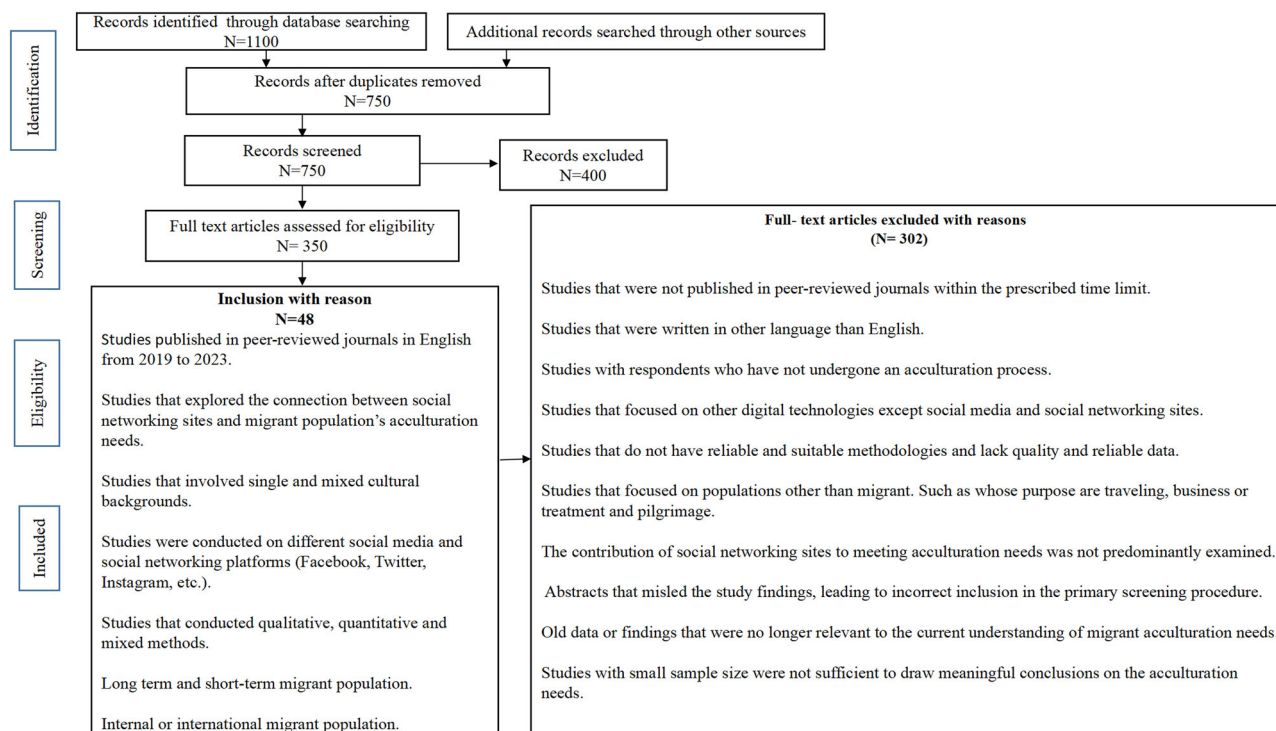 Identification
Screening
Eligibility
Included
Records identified through database searching
N=1100
Additional records searched through other sources
Records after duplicates removed
N=750
Records screened
N=750
Records excluded
N=400
Full text articles assessed for eligibility
N= 350
Inclusion with reason
N=48
Studies published in peer-reviewed journals in English
from 2019 to 2023.
Studies that explored the connection between social
networking sites and migrant population's acculturation
needs.
Studies that involved single and mixed cultural
backgrounds.
Studies were conducted on different social media and
social networking platforms (Facebook, Twitter,
Instagram, etc.).
Studies that conducted qualitative, quantitative and
mixed methods.
Long term and short-term migrant population.
Internal or international migrant population.
Full- text articles excluded with reasons
(N= 302)
Studies that were not published in peer-reviewed journals within the prescribed time limit.
Studies that were written in other language than English.
Studies with respondents who have not undergone an acculturation process.
Studies that focused on other digital technologies except social media and social networking sites.
Studies that do not have reliable and suitable methodologies and lack quality and reliable data.
Studies that focused on populations other than migrant. Such as whose purpose are traveling, business or
treatment and pilgrimage.
The contribution of social networking sites to meeting acculturation needs was not predominantly examined.
Abstracts that misled the study findings, leading to incorrect inclusion in the primary screening procedure.
Old data or findings that were no longer relevant to the current understanding of migrant acculturation needs
Studies with small sample size were not sufficient to draw meaningful conclusions on the acculturation
needs.